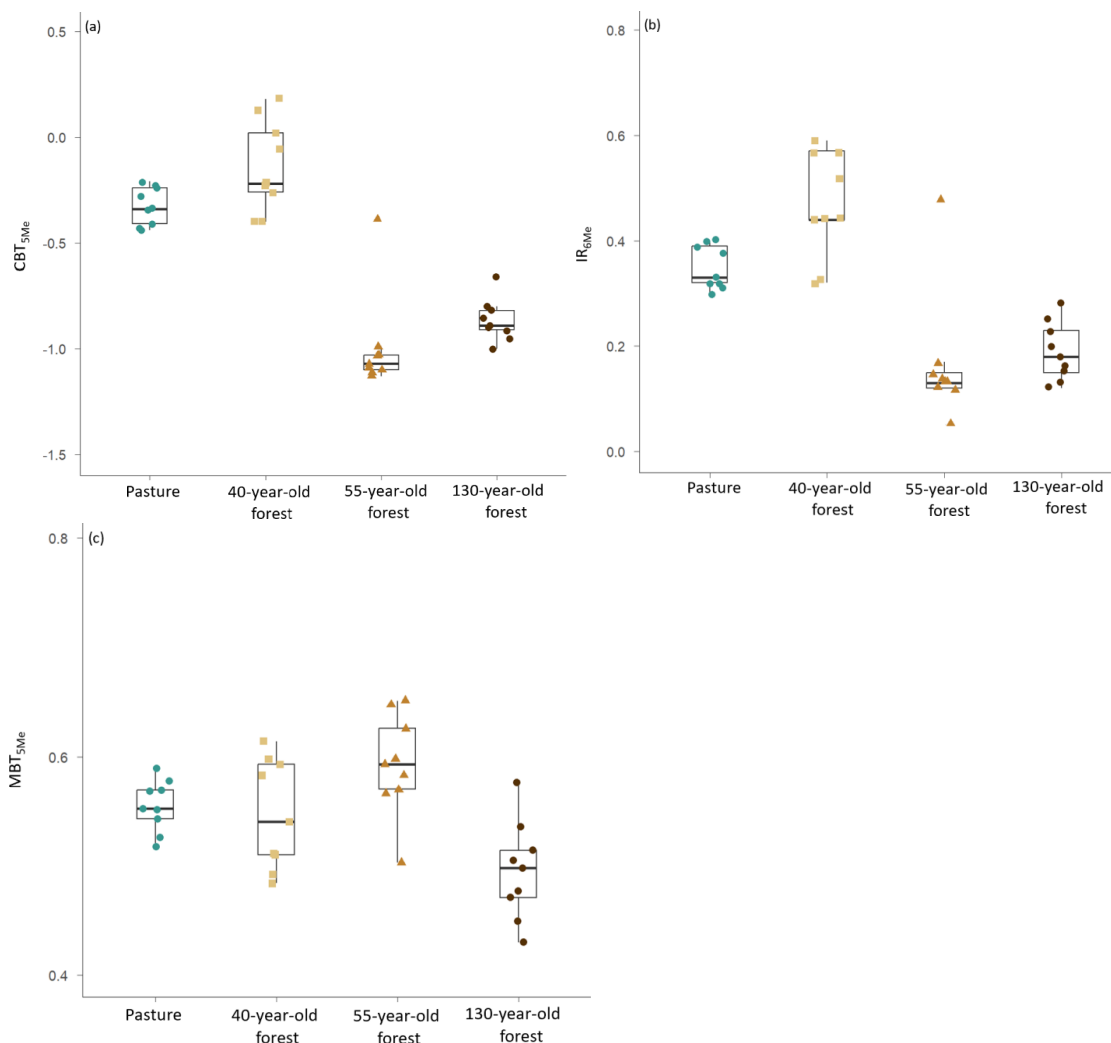 (a)
CBT5Me
0.5
0.0
-0.5
-1.0
-1.5
Pasture
40-year-old
forest
55-year-old
forest
130-year-old
forest
(b)
IR6Me
0.8
0.6
0.4
0.2
0.0
Pasture
40-year-old
forest
55-year-old
forest
130-year-old
forest
(c)
MBT5Me
0.8
0.6
0.4
Pasture
40-year-old
forest
55-year-old
forest
130-year-old
forest